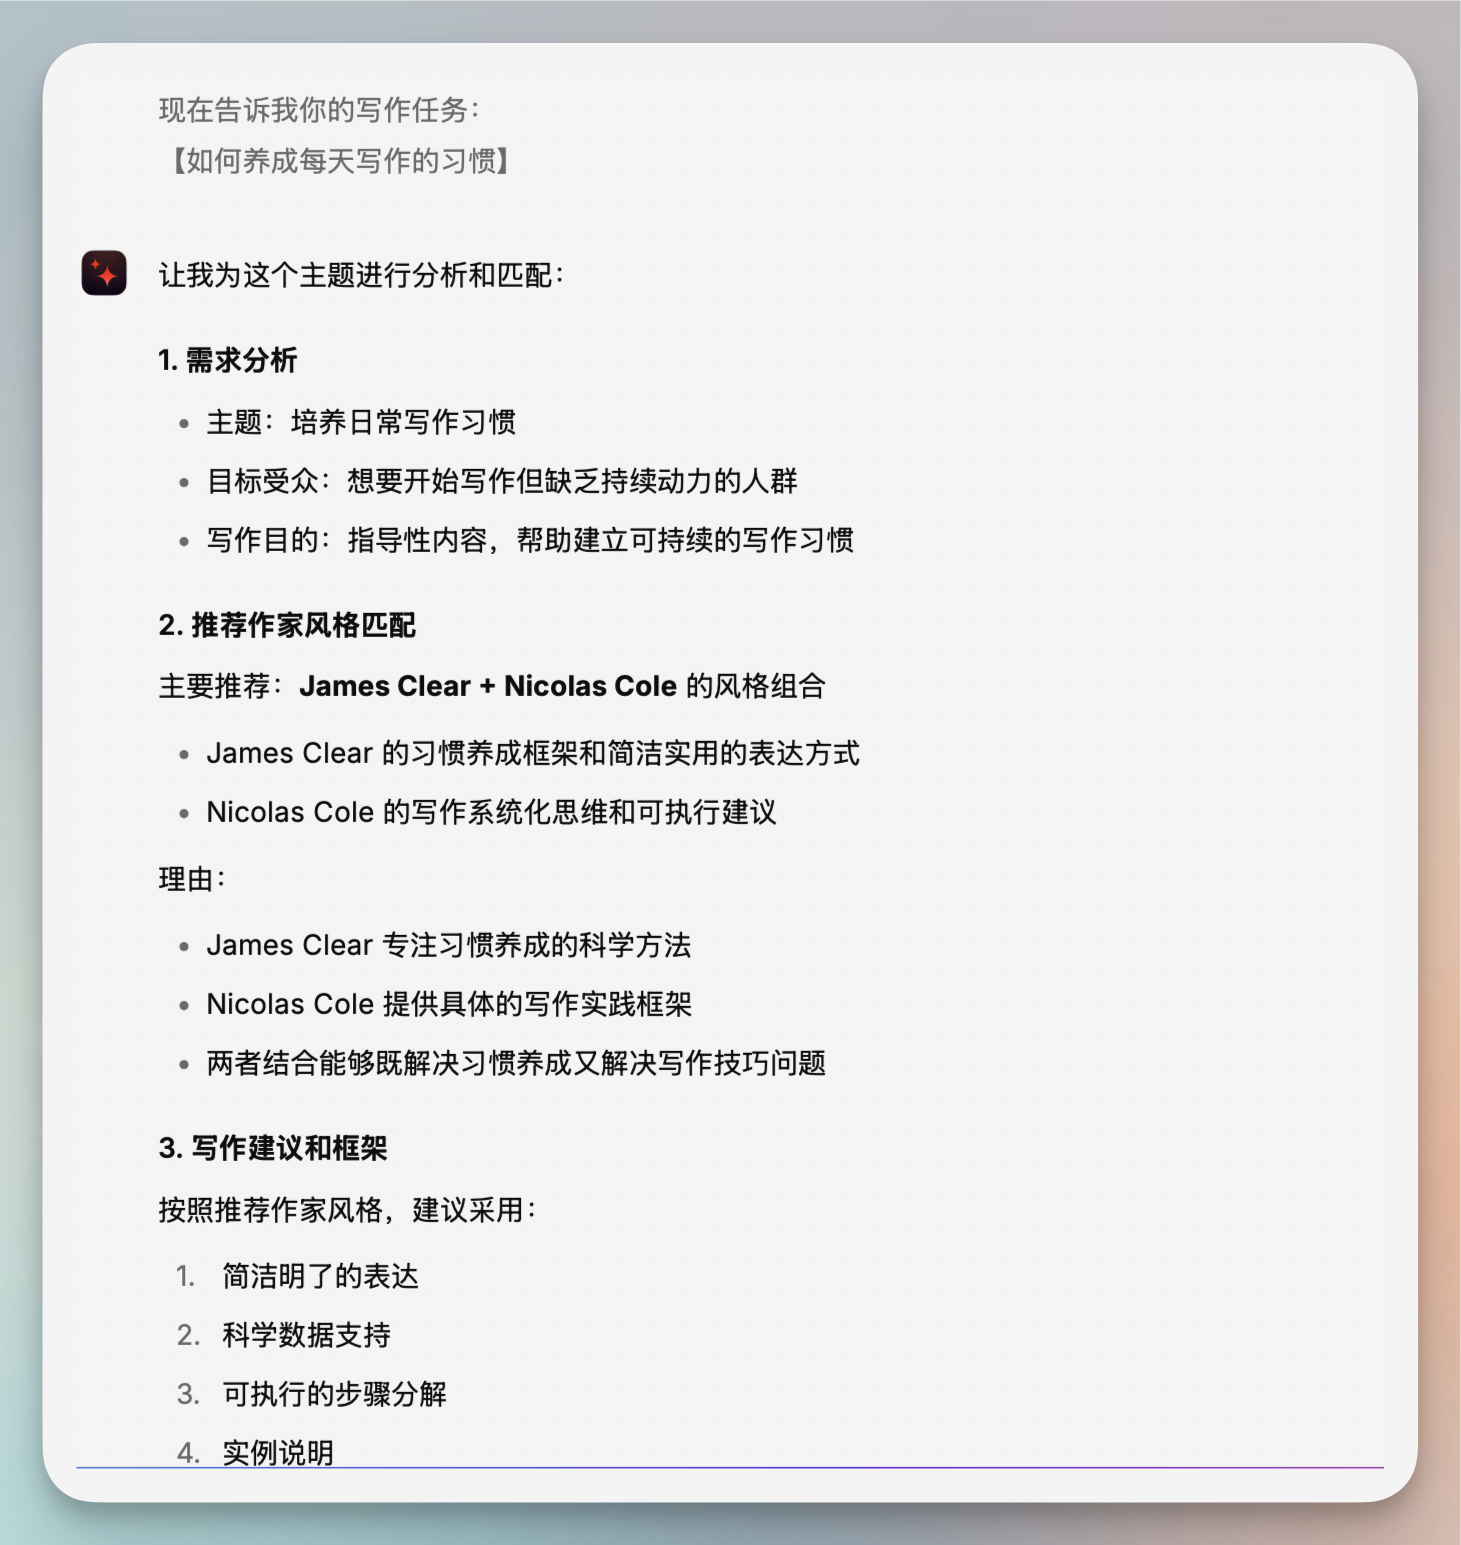 现在告诉我你的写作任务：
【如何养成每天写作的习惯】
让我为这个主题进行分析和匹配：
1. 需求分析
• 主题：培养日常写作习惯
• 目标受众：想要开始写作但缺乏持续动力的人群
• 写作目的：指导性内容，帮助建立可持续的写作习惯
2. 推荐作家风格匹配
主要推荐：James Clear + Nicolas Cole 的风格组合
• James Clear 的习惯养成框架和简洁实用的表达方式
• Nicolas Cole 的写作系统化思维和可执行建议
理由：
• James Clear 专注习惯养成的科学方法
• Nicolas Cole 提供具体的写作实践框架
• 两者结合能够既解决习惯养成又解决写作技巧问题
3. 写作建议和框架
按照推荐作家风格，建议采用：
1. 简洁明了的表达
2. 科学数据支持
3. 可执行的步骤分解
4. 实例说明